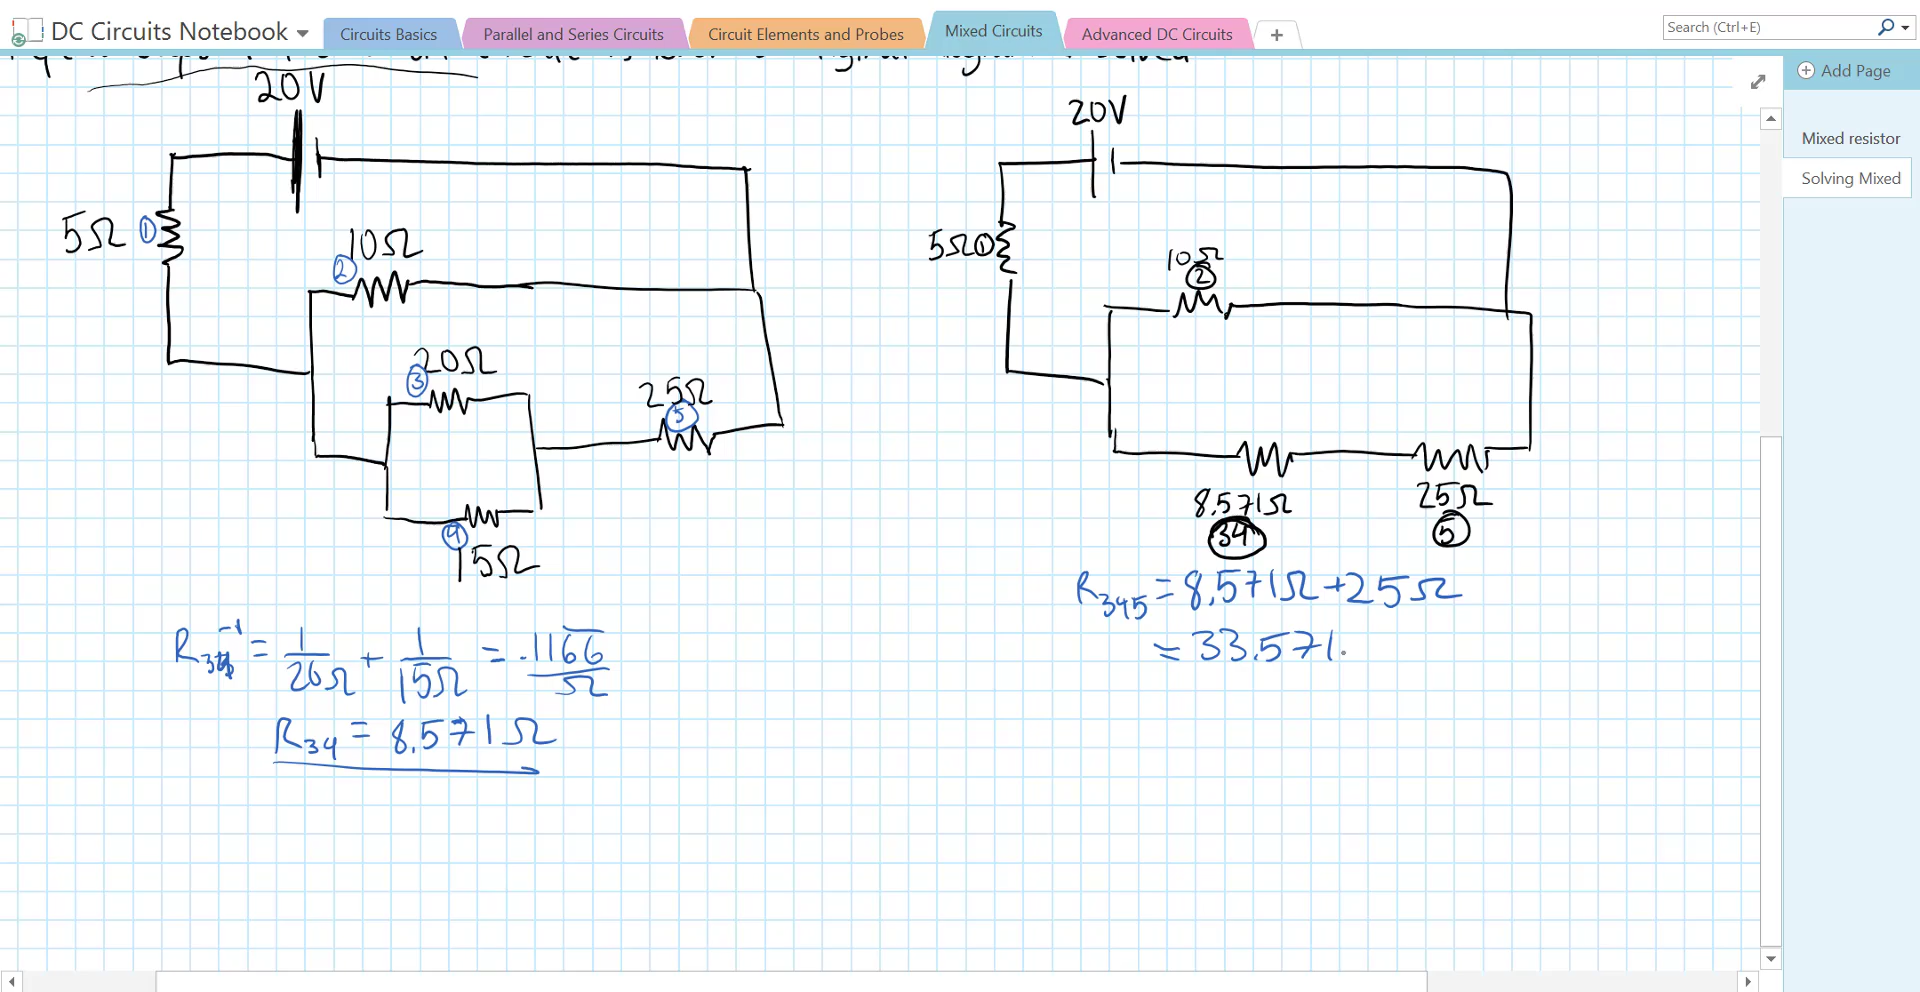 DC Circuits Notebook
Circuits Basics
Parallel and Series Circuits
Circuit Elements and Probes
Mixed Circuits
Advanced DC Circuits
+
Search (Ctrl+E)
Add Page
Mixed resistor
Solving Mixed
20V
5Ω ①
10Ω
②
20Ω
③
25Ω
⑤
④
15Ω
R₃₄⁻¹ = 1/20Ω + 1/15Ω = .1166/Ω
R₃₄ = 8.571Ω
20V
5Ω①
10Ω
②
8.571Ω
34
25Ω
⑤
R₃₄₅ = 8.571Ω + 25Ω
= 33.571